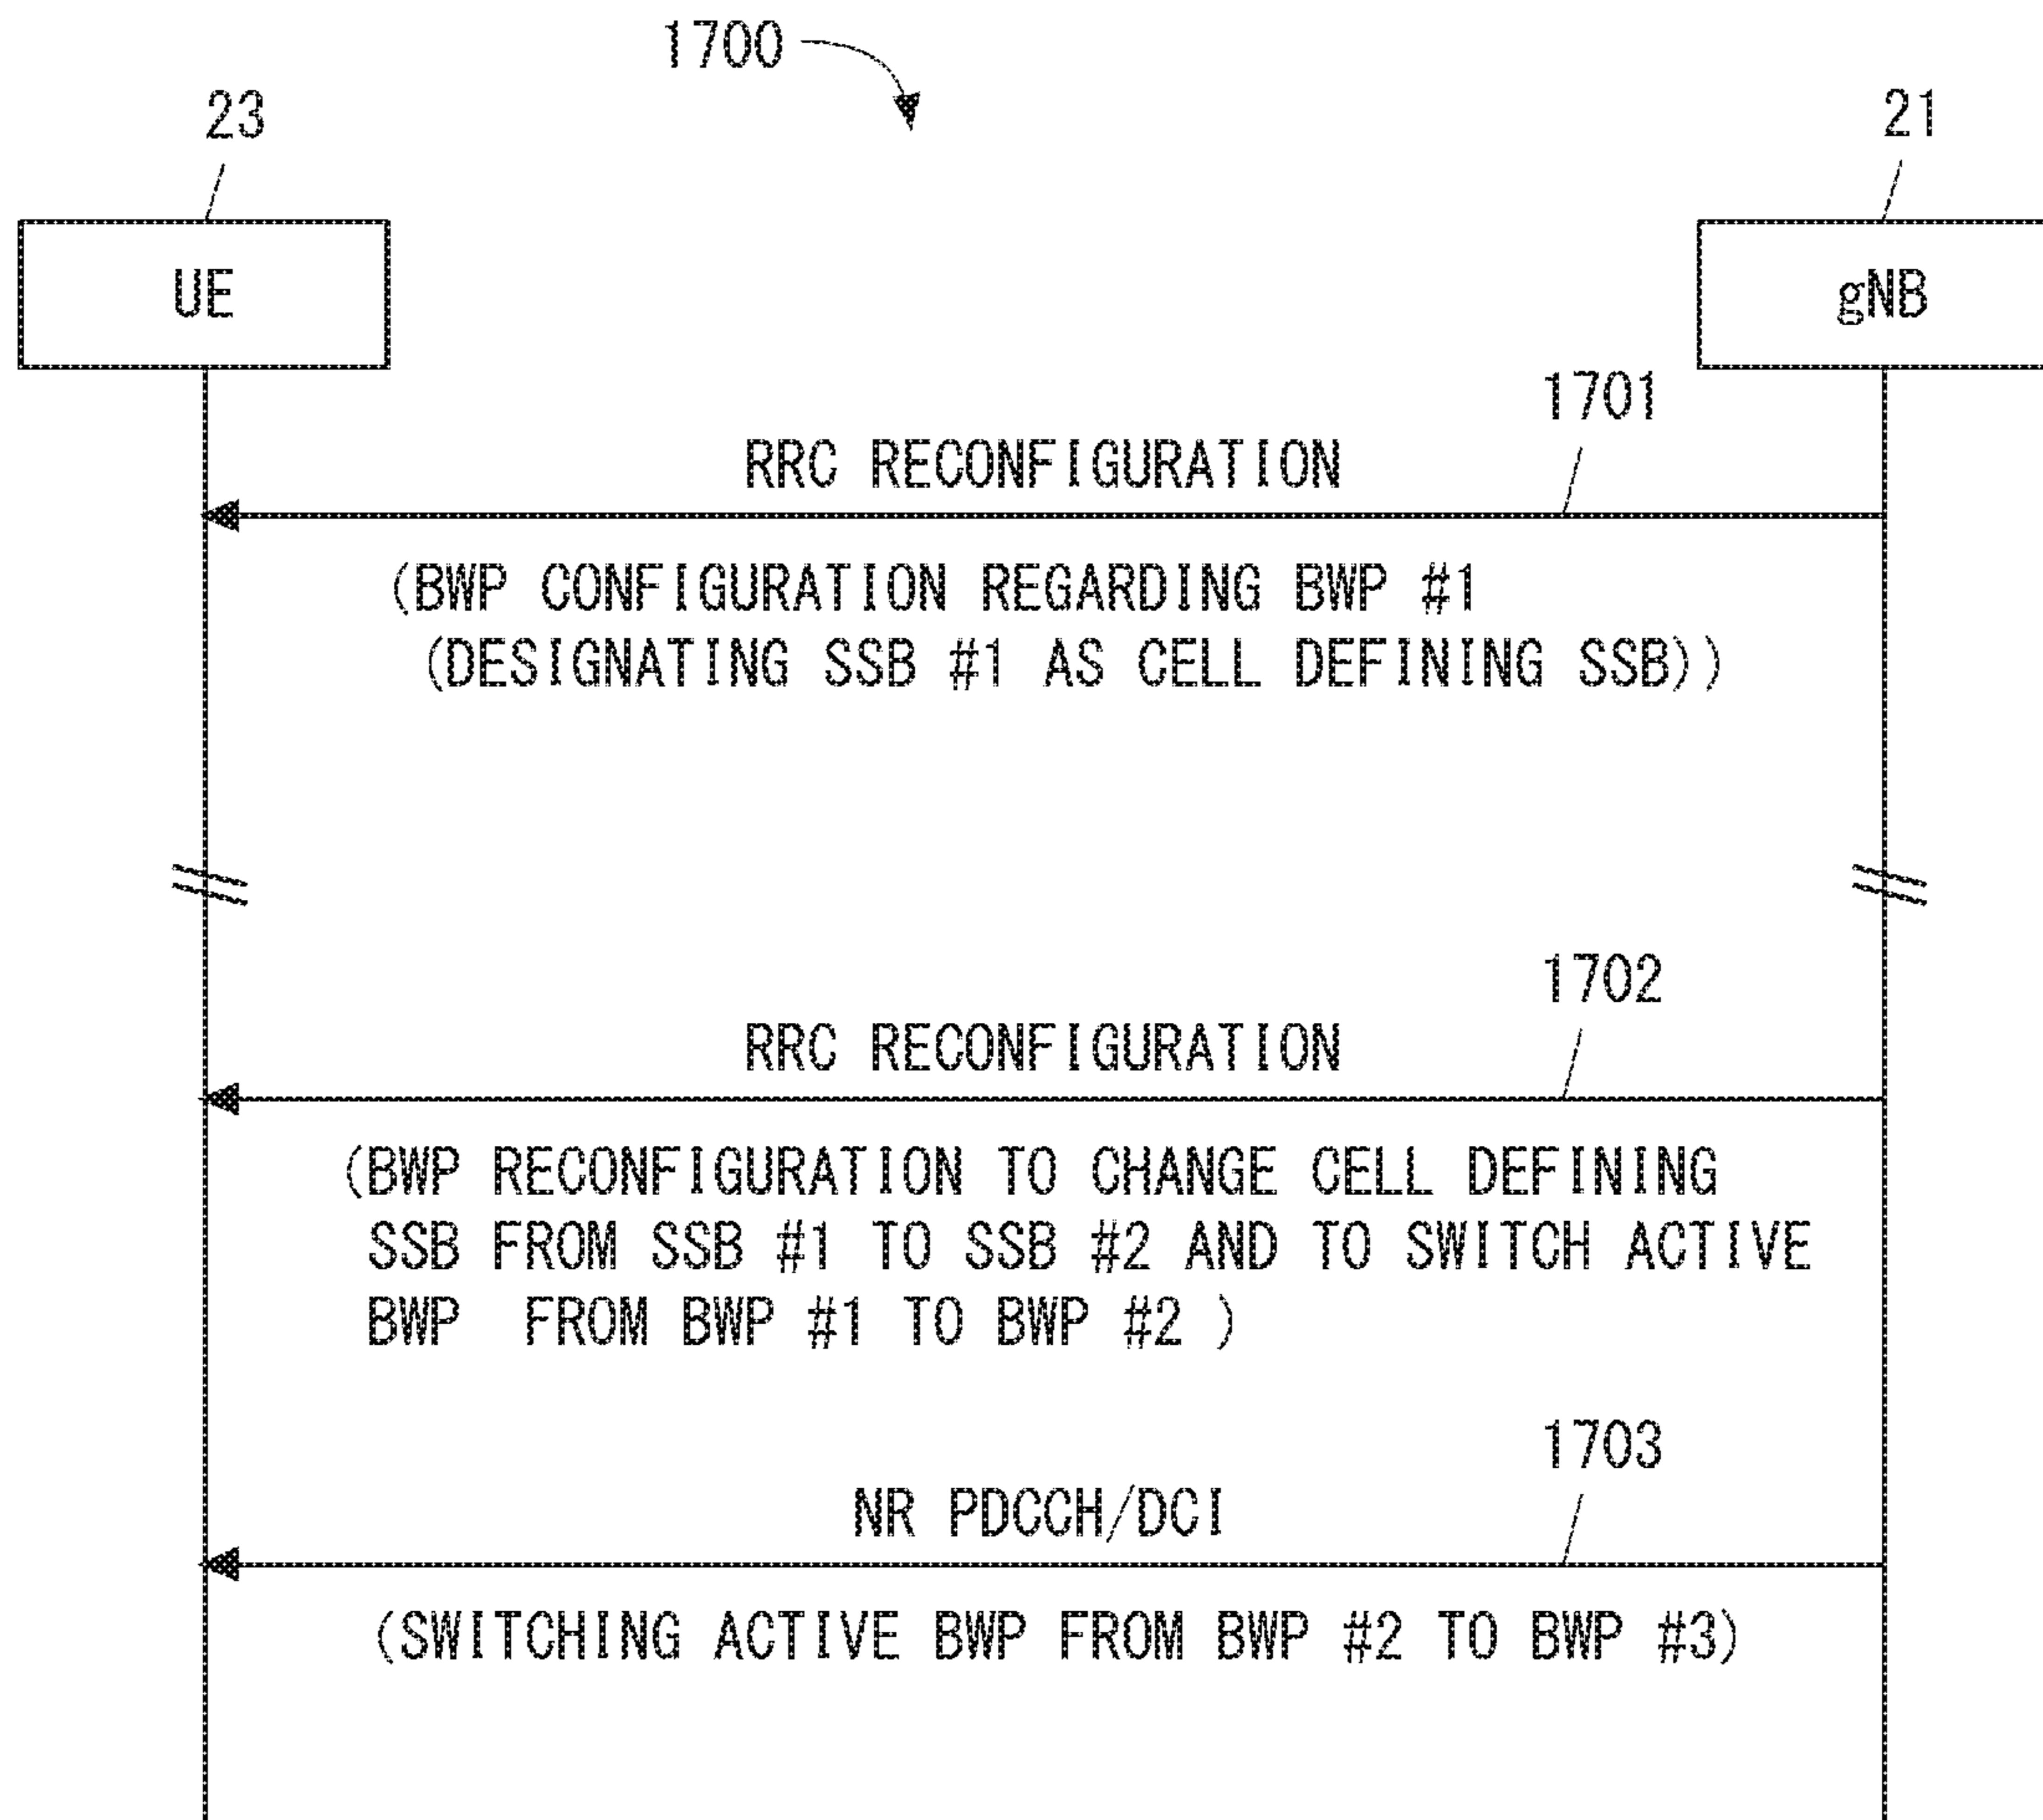 1700
23
21
UE
gNB
1701
RRC RECONFIGURATION
(BWP CONFIGURATION REGARDING BWP #1
(DESIGNATING SSB #1 AS CELL DEFINING SSB))
1702
RRC RECONFIGURATION
(BWP RECONFIGURATION TO CHANGE CELL DEFINING
SSB FROM SSB #1 TO SSB #2 AND TO SWITCH ACTIVE
BWP FROM BWP #1 TO BWP #2 )
1703
NR PDCCH/DCI
(SWITCHING ACTIVE BWP FROM BWP #2 TO BWP #3)